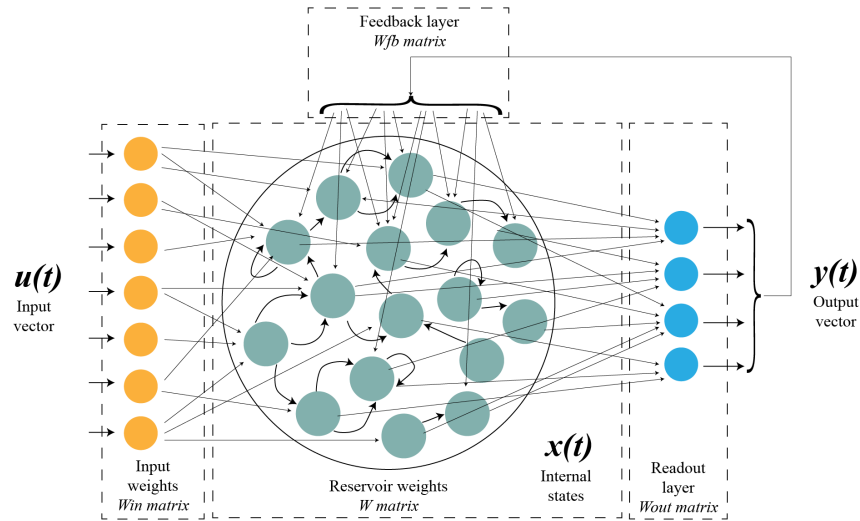 Feedback layer
Wfb matrix
u(t)
Input
vector
y(t)
Output
vector
x(t)
Internal
states
Input
weights
Win matrix
Reservoir weights
W matrix
Readout
layer
Wout matrix